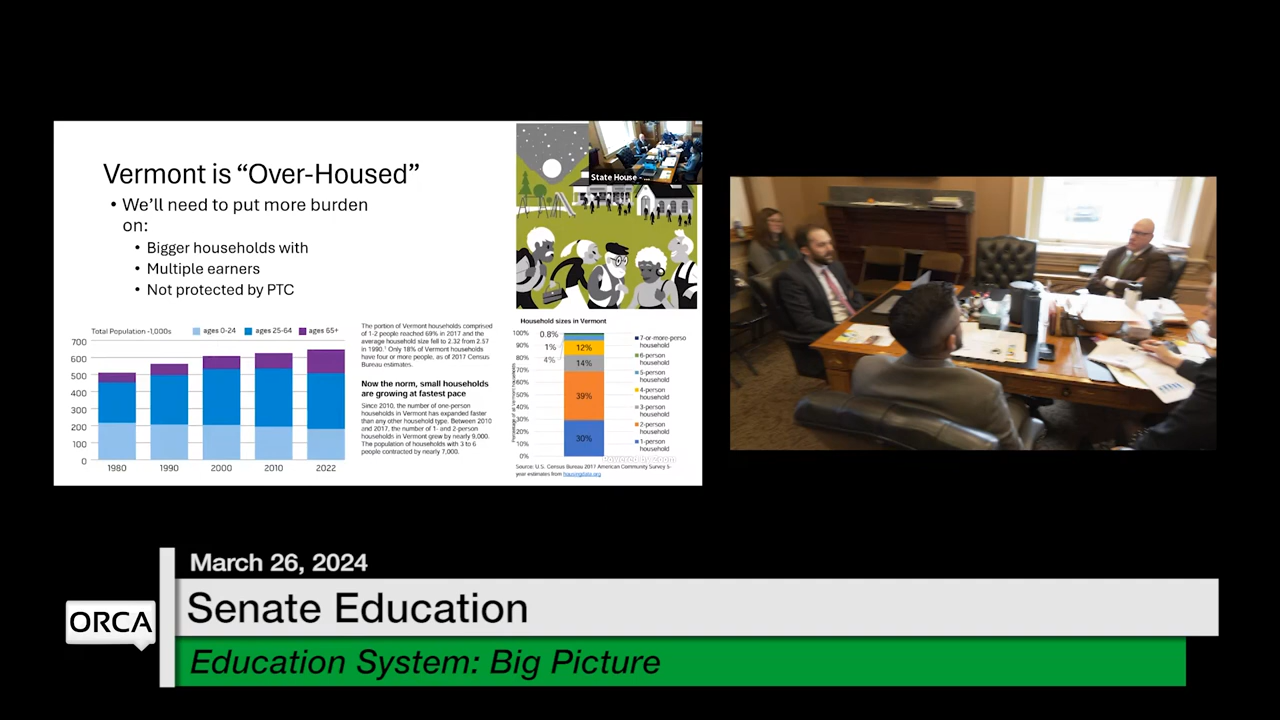 Vermont is “Over-Housed”
• We’ll need to put more burden
on:
• Bigger households with
• Multiple earners
• Not protected by PTC
State House - ...
Total Population -1,000s
ages 0-24
ages 25-64
ages 65+
700
600
500
400
300
200
100
0
1980
1990
2000
2010
2022
The portion of Vermont households comprised
of 1-2 people reached 69% in 2017 and the
average household size fell to 2.32 from 2.57
in 1990.¹ Only 18% of Vermont households
have four or more people, as of 2017 Census
Bureau estimates.
Now the norm, small households
are growing at fastest pace
Since 2010, the number of one-person
households in Vermont has expanded faster
than any other household type. Between 2010
and 2017, the number of 1- and 2-person
households in Vermont grew by nearly 9,000.
The population of households with 3 to 6
people contracted by nearly 7,000.
Household sizes in Vermont
100%
90%
80%
70%
60%
50%
40%
30%
20%
10%
0%
0.8%
1%
4%
12%
14%
39%
30%
7-or-more-perso
household
6-person
household
5-person
household
4-person
household
3-person
household
2-person
household
1-person
household
Powered by Zoom
Source: U.S. Census Bureau 2017 American Community Survey 5-
year estimates from housingdata.org
March 26, 2024
ORCA
Senate Education
Education System: Big Picture